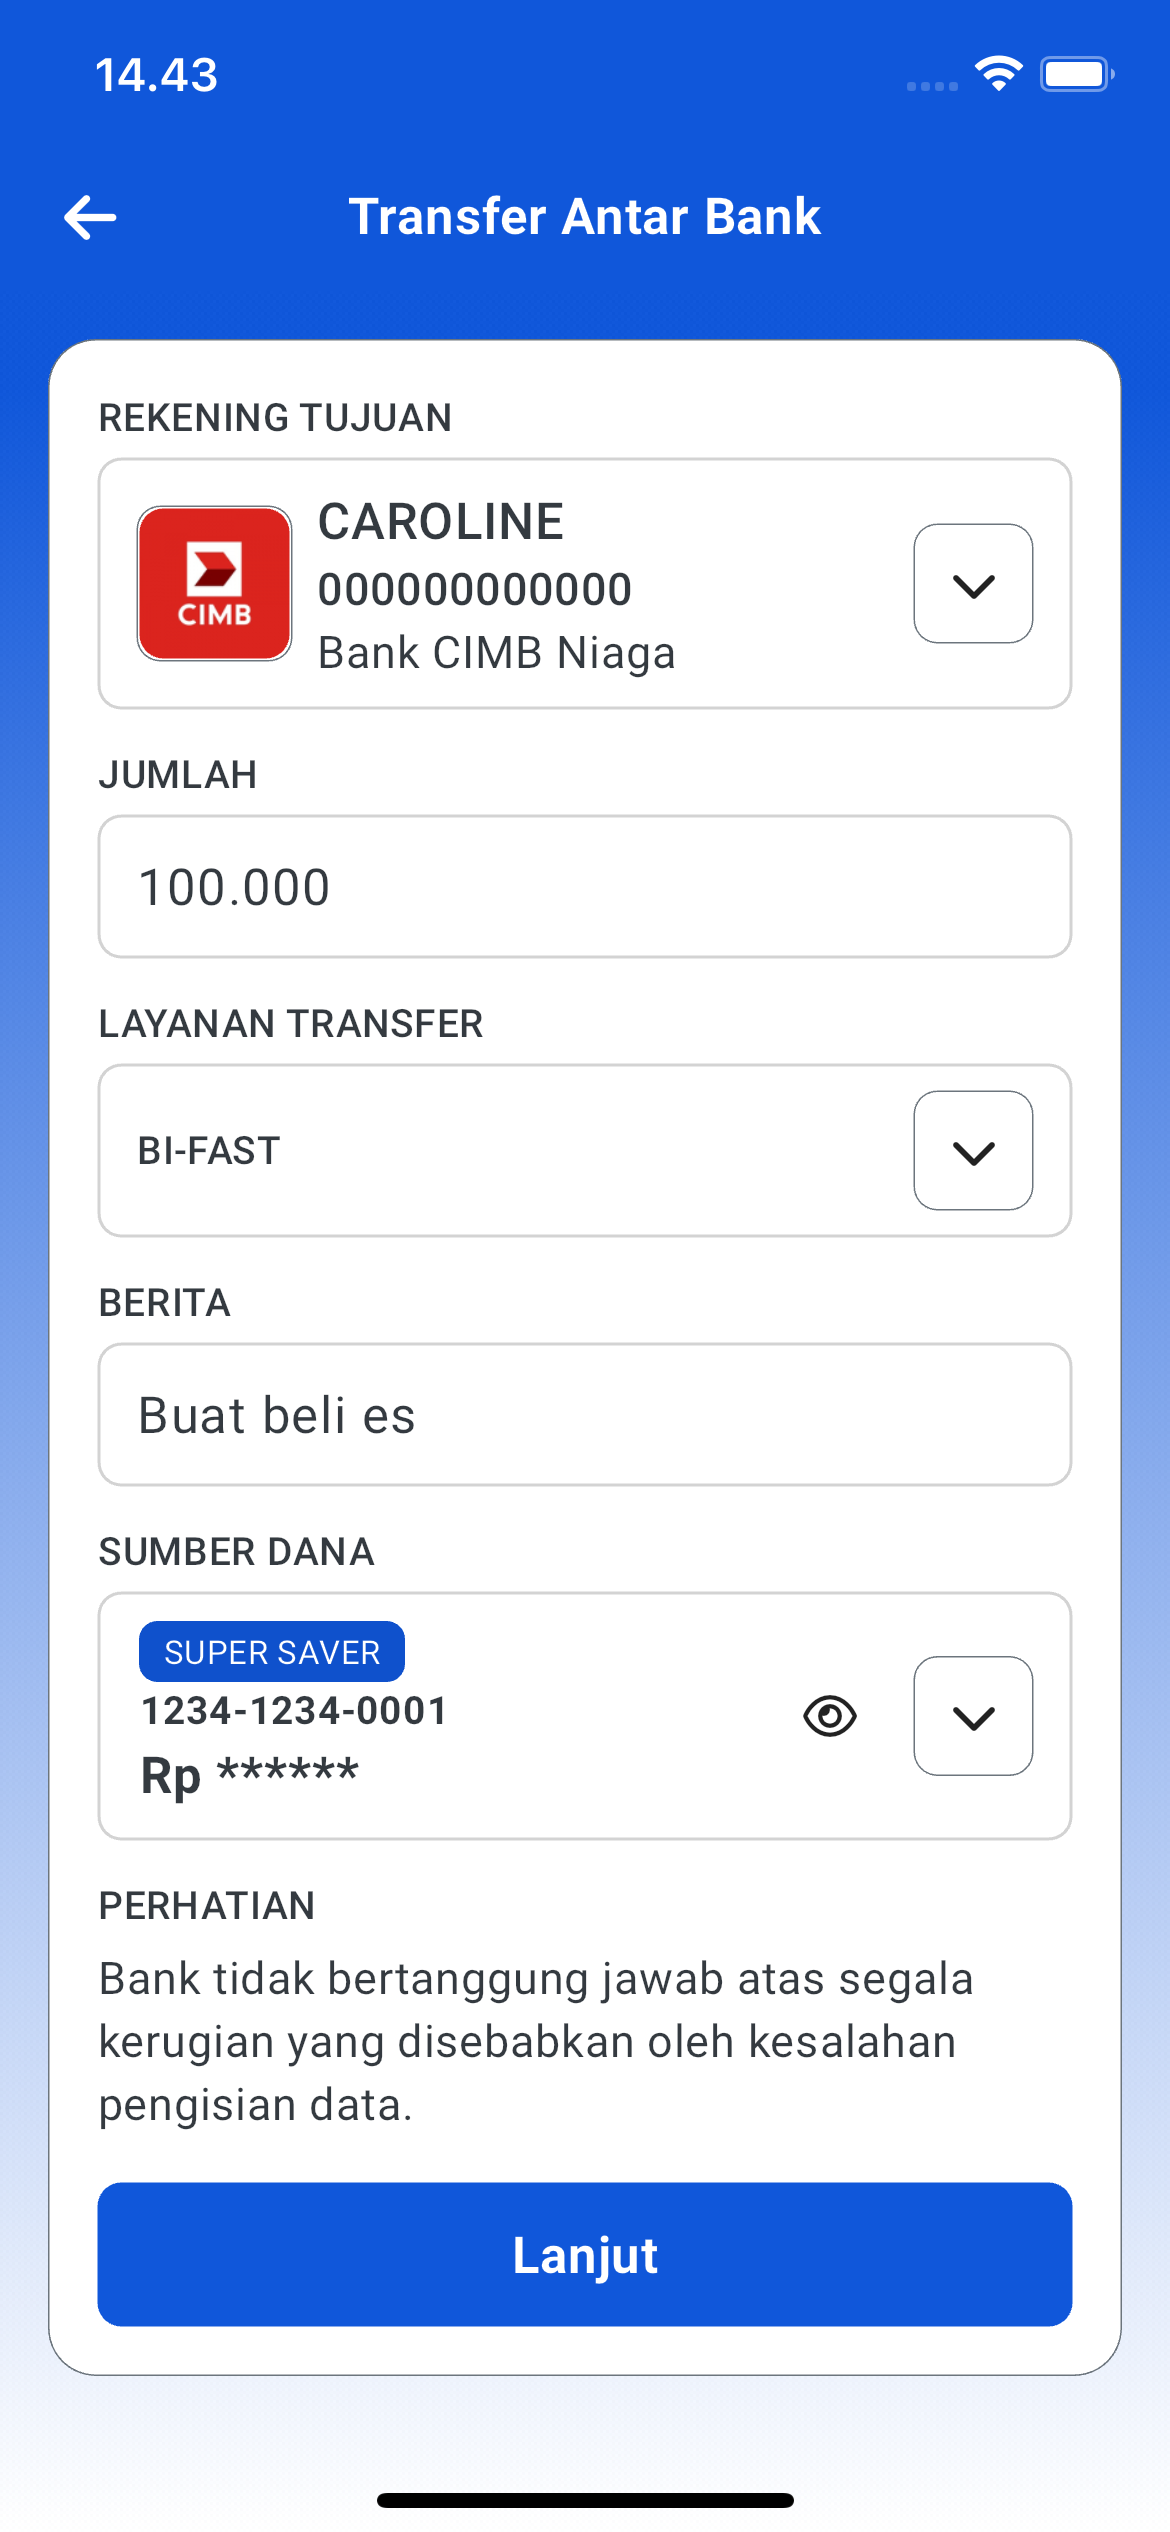 14.43
Transfer Antar Bank
REKENING TUJUAN
CIMB
CAROLINE
000000000000
Bank CIMB Niaga
JUMLAH
100.000
LAYANAN TRANSFER
BI-FAST
BERITA
Buat beli es
SUMBER DANA
SUPER SAVER
1234-1234-0001
Rp ******
PERHATIAN
Bank tidak bertanggung jawab atas segala
kerugian yang disebabkan oleh kesalahan
pengisian data.
Lanjut